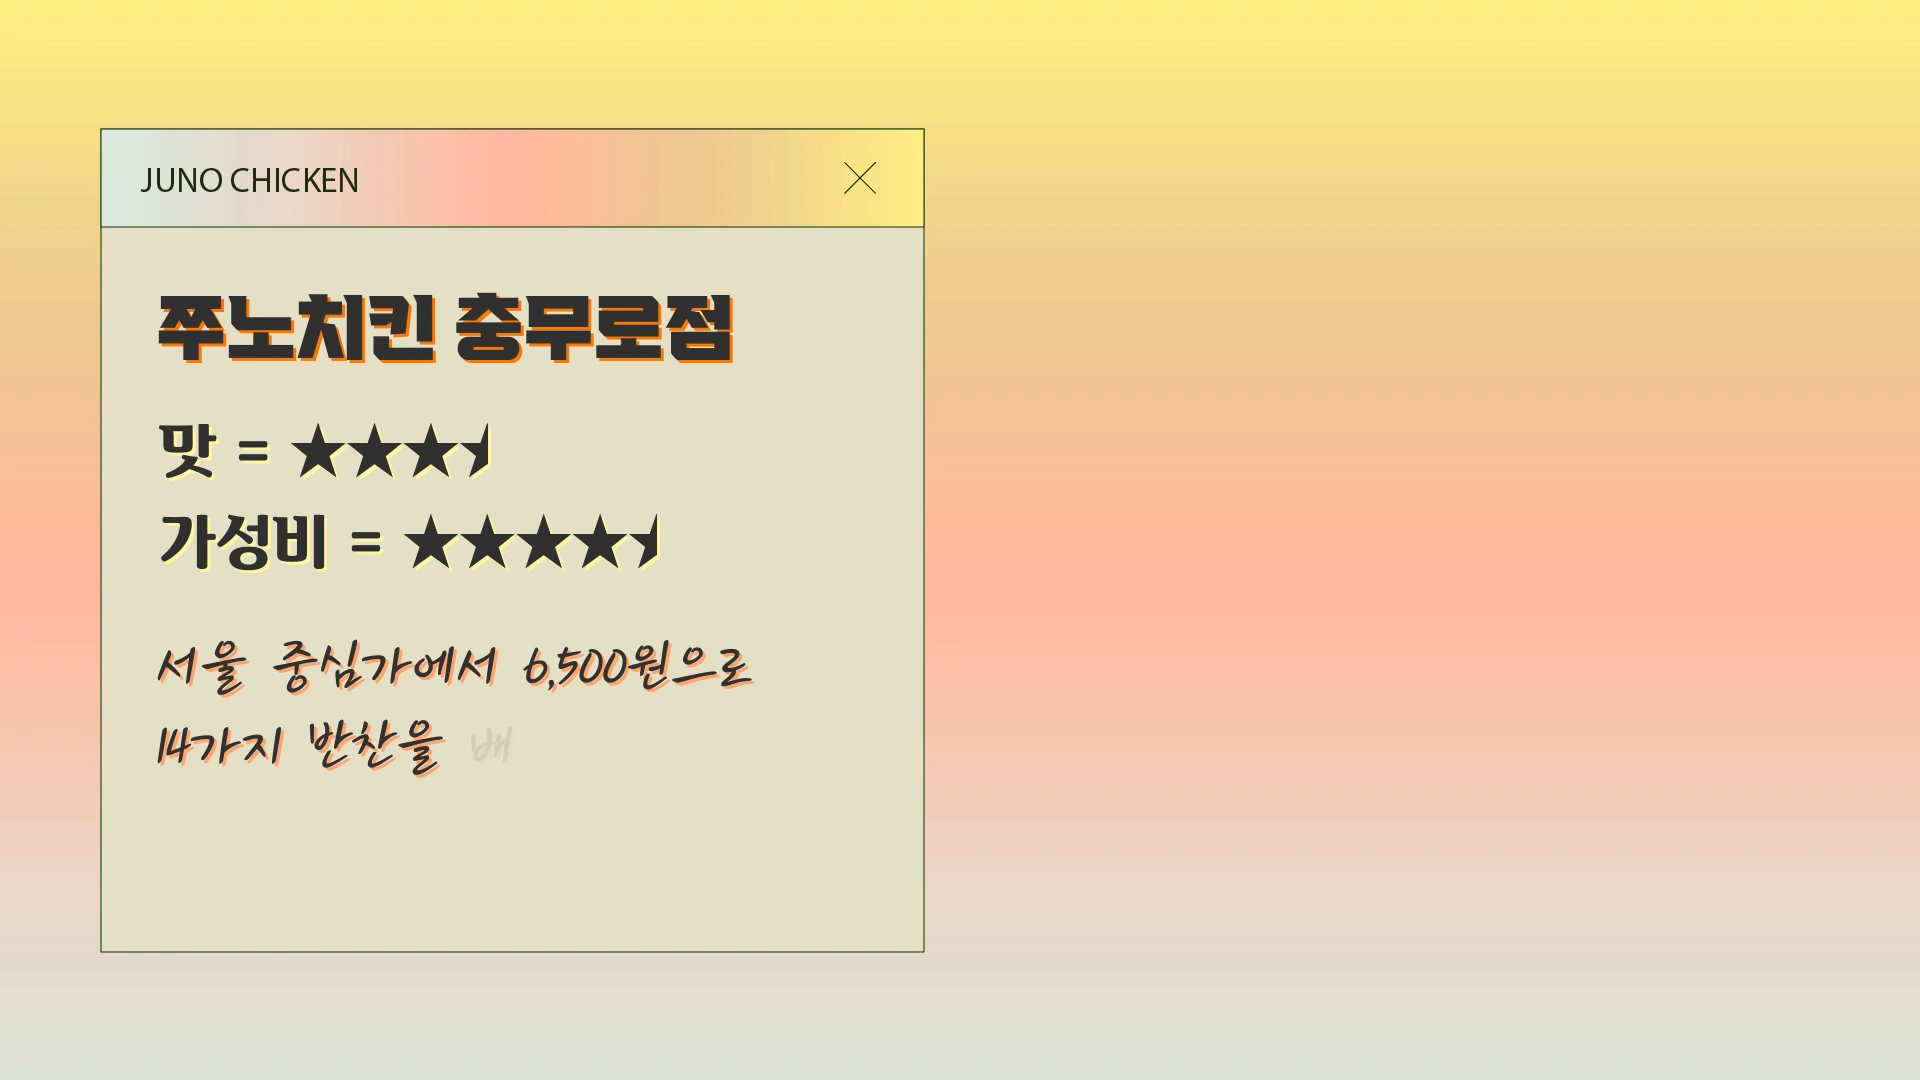 JUNO CHICKEN
쭈노치킨 충무로점
맛 = ★★★⯨
가성비 = ★★★★⯨
서울 중심가에서 6,500원으로
14가지 반찬을 배